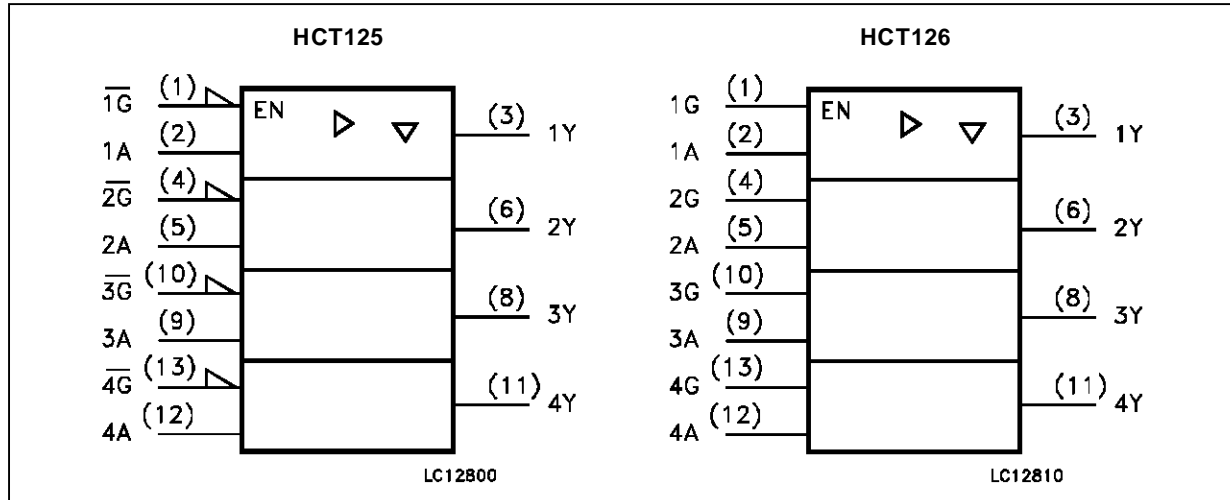 HCT125
1G (1)
EN
1A (2)
(3) 1Y
2G (4)
2A (5)
(6) 2Y
3G (10)
3A (9)
(8) 3Y
4G (13)
4A (12)
(11) 4Y
LC12800
HCT126
1G (1)
EN
1A (2)
(3) 1Y
2G (4)
2A (5)
(6) 2Y
3G (10)
3A (9)
(8) 3Y
4G (13)
4A (12)
(11) 4Y
LC12810